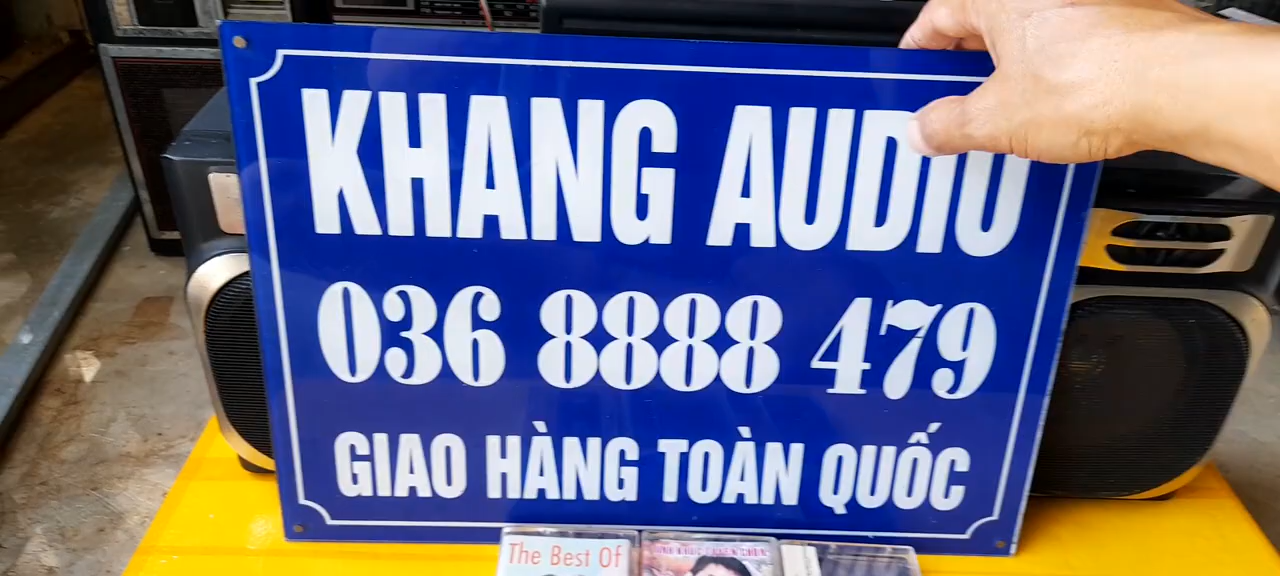 KHANG AUDIO
036 8888 479
GIAO HÀNG TOÀN QUỐC
The Best Of